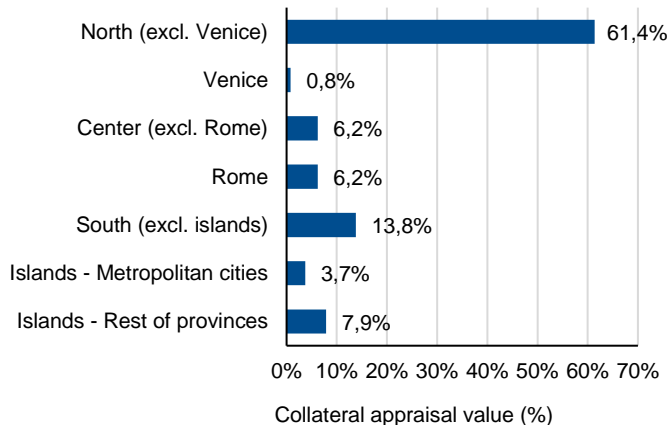 North (excl. Venice) 61,4%
Venice 0,8%
Center (excl. Rome) 6,2%
Rome 6,2%
South (excl. islands) 13,8%
Islands - Metropolitan cities 3,7%
Islands - Rest of provinces 7,9%
0% 10% 20% 30% 40% 50% 60% 70%
Collateral appraisal value (%)